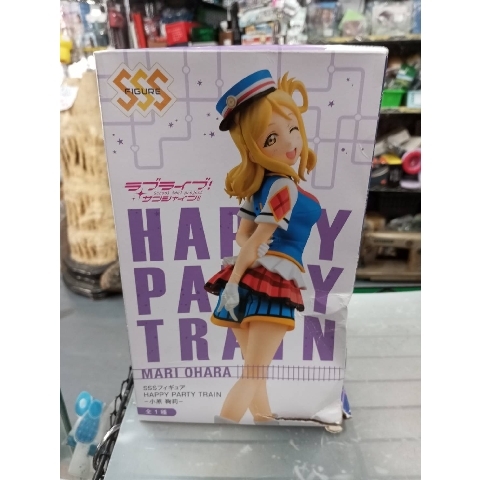 SSS
FIGURE
ラブライブ!
サンシャイン!!
HAPPY
PARTY
TRAIN
MARI OHARA
SSSフィギュア
HAPPY PARTY TRAIN
-小原 鞠莉-
全1種